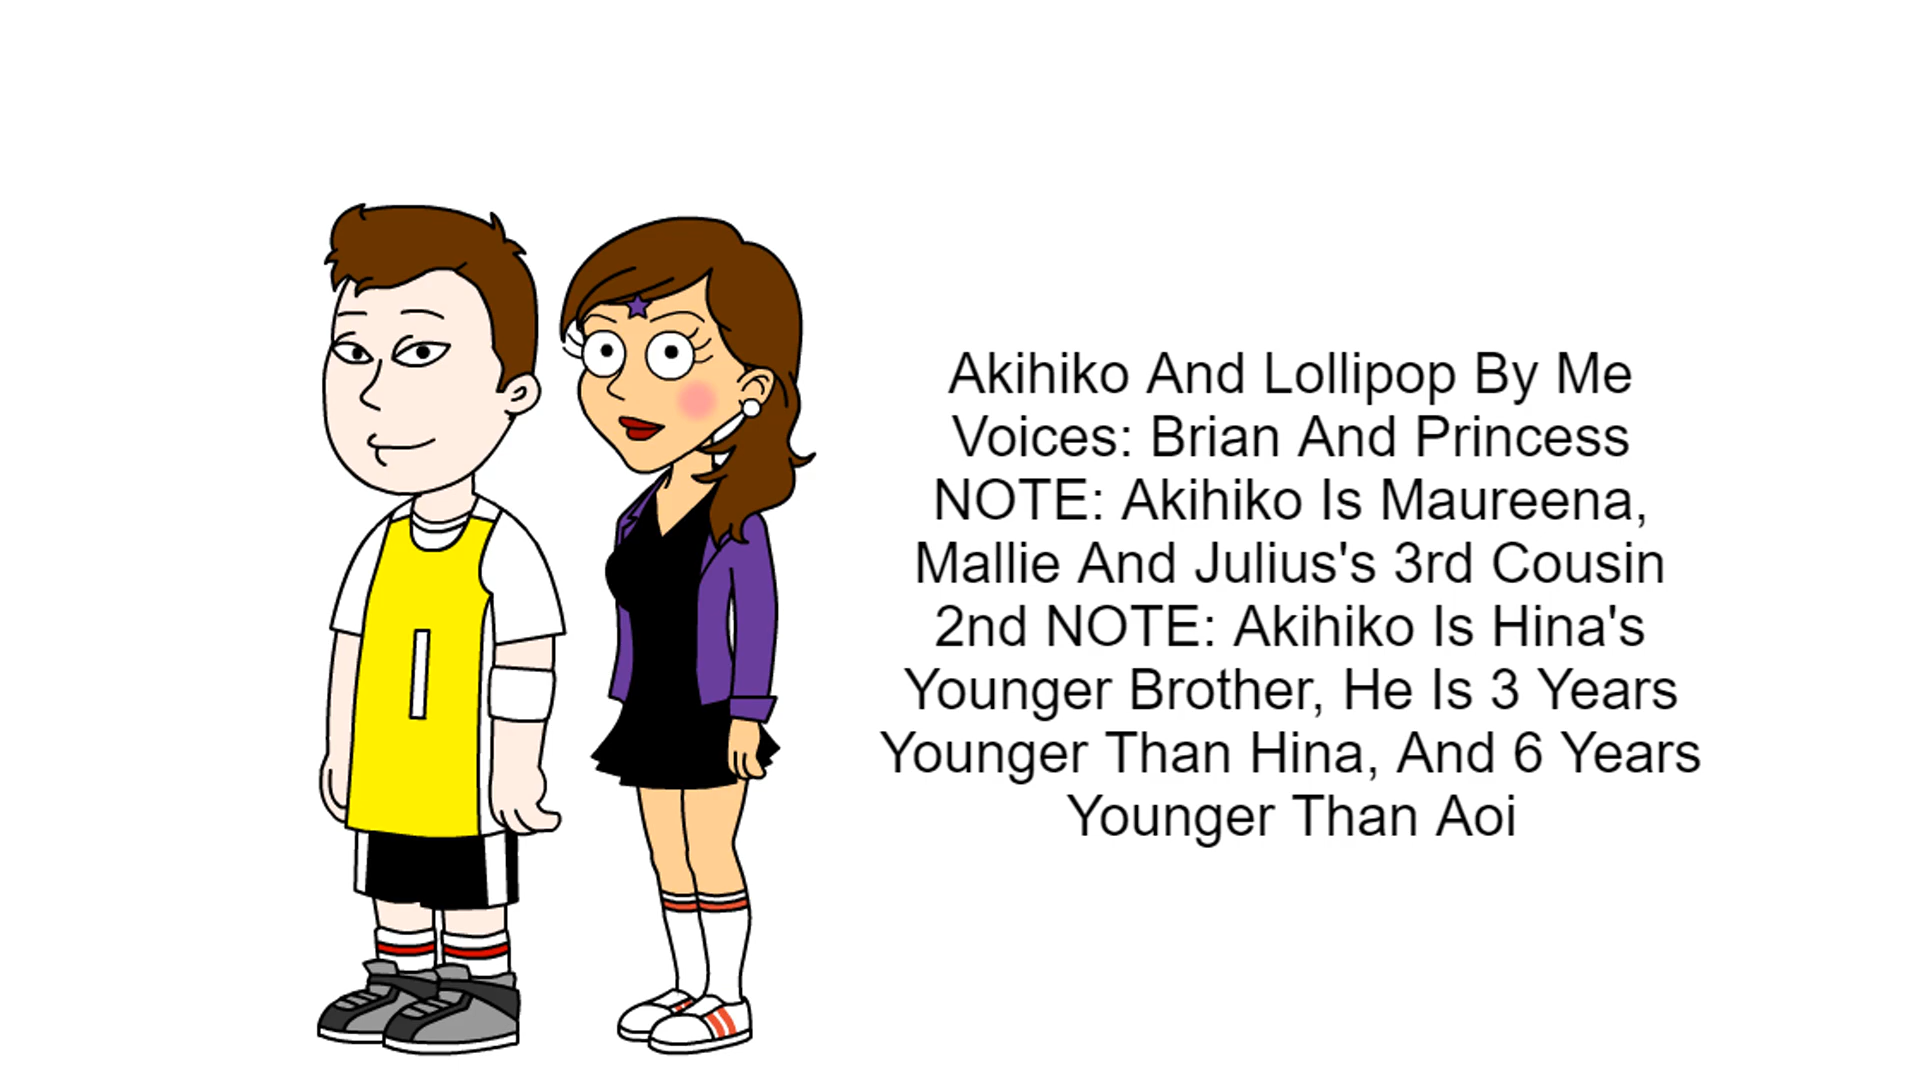 Akihiko And Lollipop By Me
Voices: Brian And Princess
NOTE: Akihiko Is Maureena,
Mallie And Julius's 3rd Cousin
2nd NOTE: Akihiko Is Hina's
Younger Brother, He Is 3 Years
Younger Than Hina, And 6 Years
Younger Than Aoi